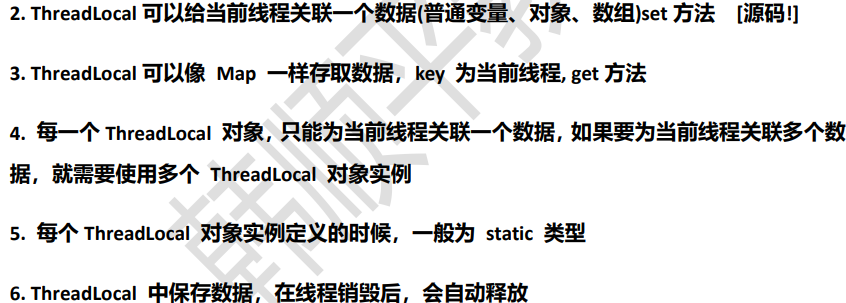 2. ThreadLocal 可以给当前线程关联一个数据(普通变量、对象、数组)set 方法 [源码!]
3. ThreadLocal 可以像 Map 一样存取数据，key 为当前线程, get 方法
4. 每一个 ThreadLocal 对象，只能为当前线程关联一个数据，如果要为当前线程关联多个数
据，就需要使用多个 ThreadLocal 对象实例
5. 每个 ThreadLocal 对象实例定义的时候，一般为 static 类型
6. ThreadLocal 中保存数据，在线程销毁后，会自动释放
韩顺平教